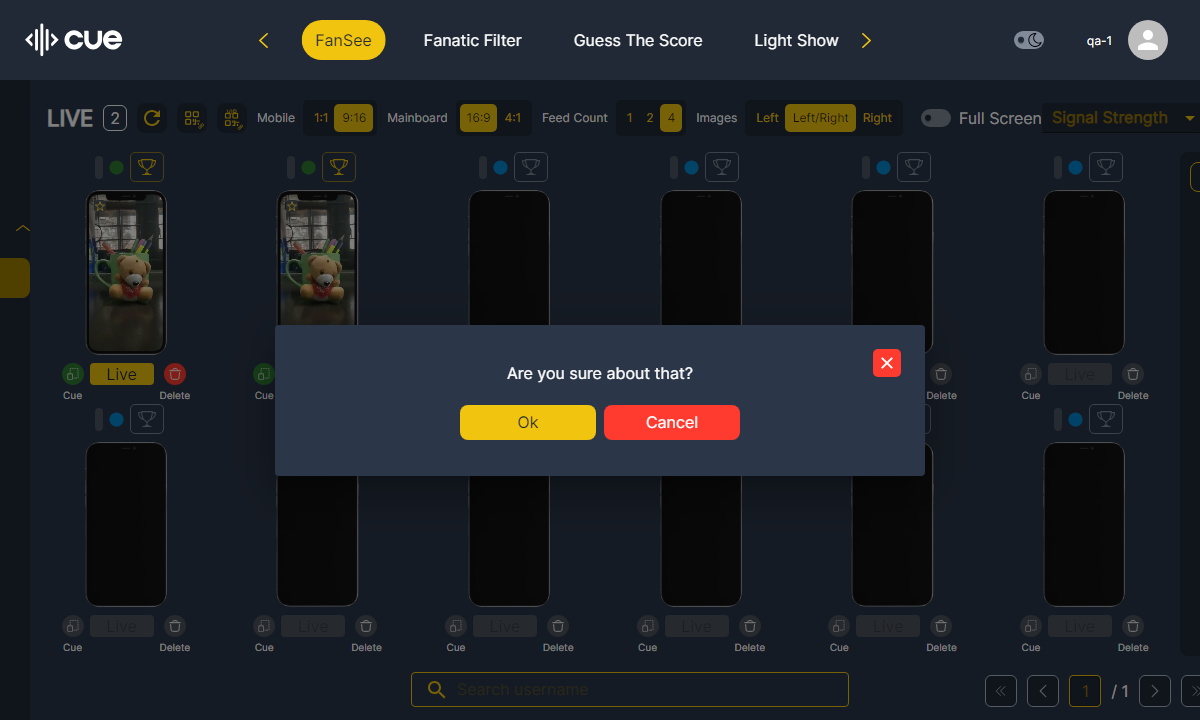 cue
FanSee
Fanatic Filter
Guess The Score
Light Show
qa-1
LIVE 2
Mobile 1:1 9:16
Mainboard 16:9 4:1
Feed Count 1 2 4
Images Left Left/Right Right
Full Screen
Signal Strength
Live
Cue Delete
Cue
Delete
Live
Cue Delete
Are you sure about that?
Ok Cancel
Live Live Live Live Live Live
Cue Delete Cue Delete Cue Delete Cue Delete Cue Delete Cue Delete
Search username
1 / 1